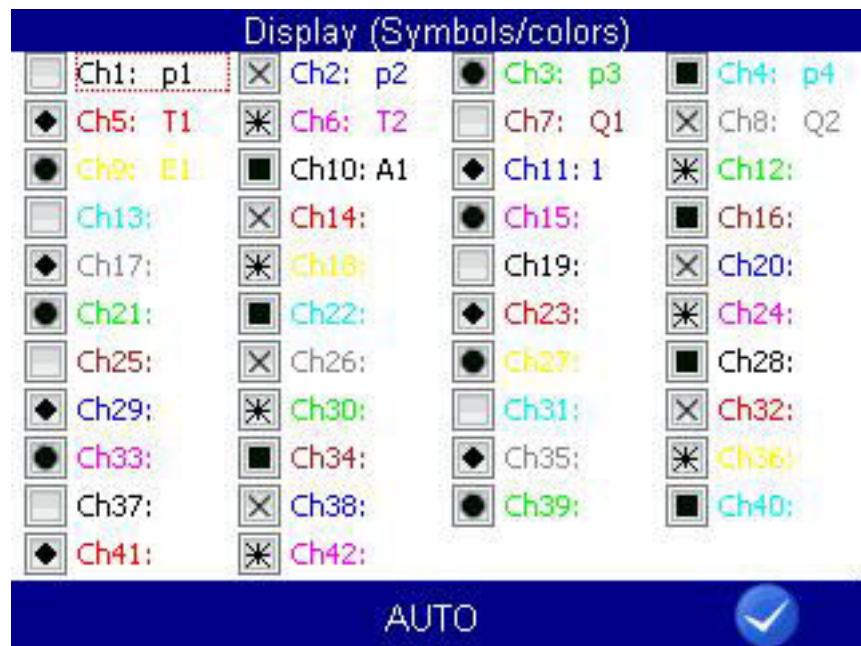 Display (Symbols/colors)
Ch1: p1 Ch2: p2 Ch3: p3 Ch4: p4
Ch5: T1 Ch6: T2 Ch7: Q1 Ch8: Q2
Ch9: E1 Ch10: A1 Ch11: 1 Ch12:
Ch13: Ch14: Ch15: Ch16:
Ch17: Ch18: Ch19: Ch20:
Ch21: Ch22: Ch23: Ch24:
Ch25: Ch26: Ch27: Ch28:
Ch29: Ch30: Ch31: Ch32:
Ch33: Ch34: Ch35: Ch36:
Ch37: Ch38: Ch39: Ch40:
Ch41: Ch42:
AUTO